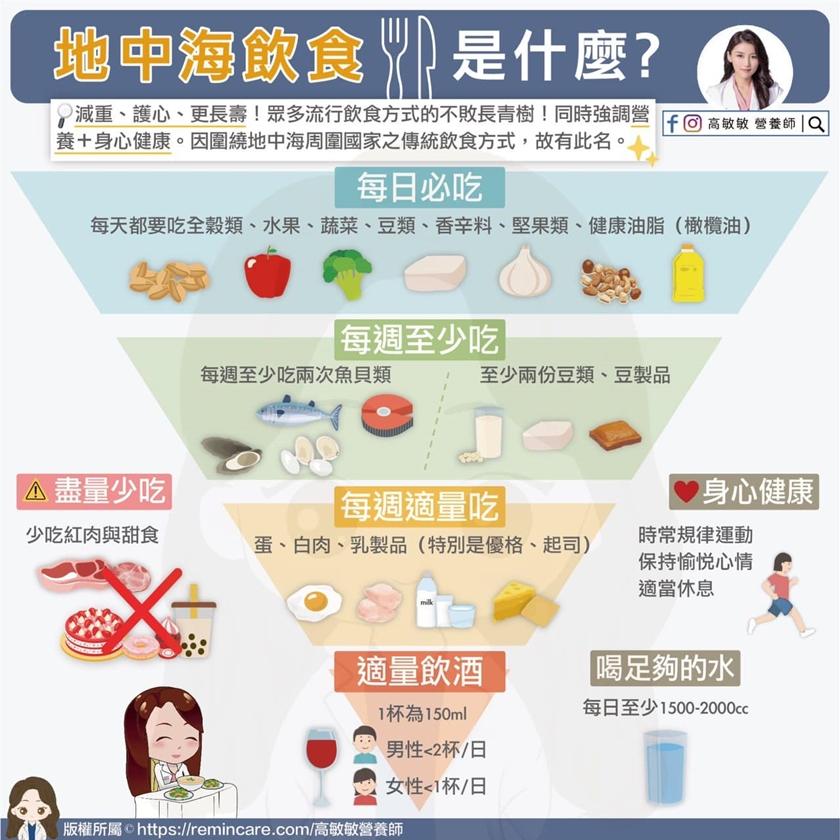 地中海飲食是什麼?
減重、護心、更長壽！眾多流行飲食方式的不敗長青樹！同時強調營
養＋身心健康。因圍繞地中海周圍國家之傳統飲食方式，故有此名。
高敏敏 營養師
每日必吃
每天都要吃全穀類、水果、蔬菜、豆類、香辛料、堅果類、健康油脂（橄欖油）
每週至少吃
每週至少吃兩次魚貝類
至少兩份豆類、豆製品
盡量少吃
少吃紅肉與甜食
每週適量吃
蛋、白肉、乳製品（特別是優格、起司）
milk
身心健康
時常規律運動
保持愉悅心情
適當休息
適量飲酒
1杯為150ml
男性<2杯/日
女性<1杯/日
喝足夠的水
每日至少1500-2000cc
版權所屬©https://remincare.com/高敏敏營養師